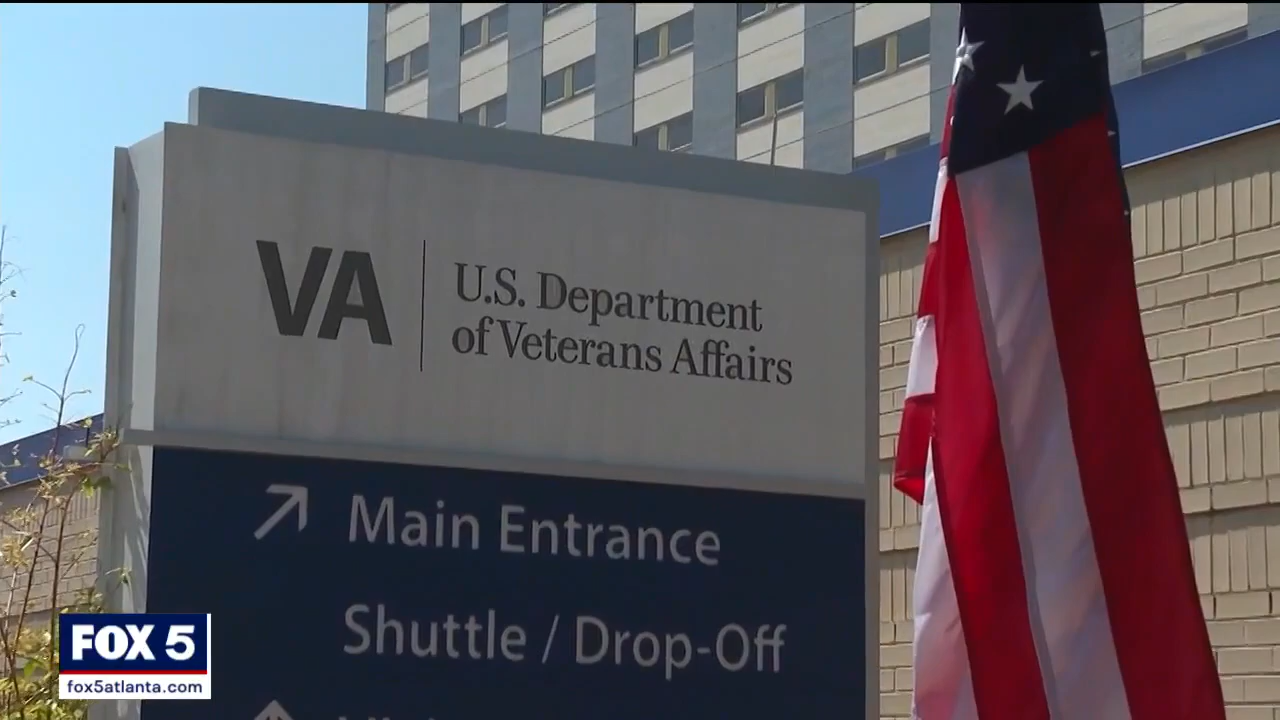 VA
U.S. Department
of Veterans Affairs
Main Entrance
Shuttle / Drop-Off
FOX 5
fox5atlanta.com